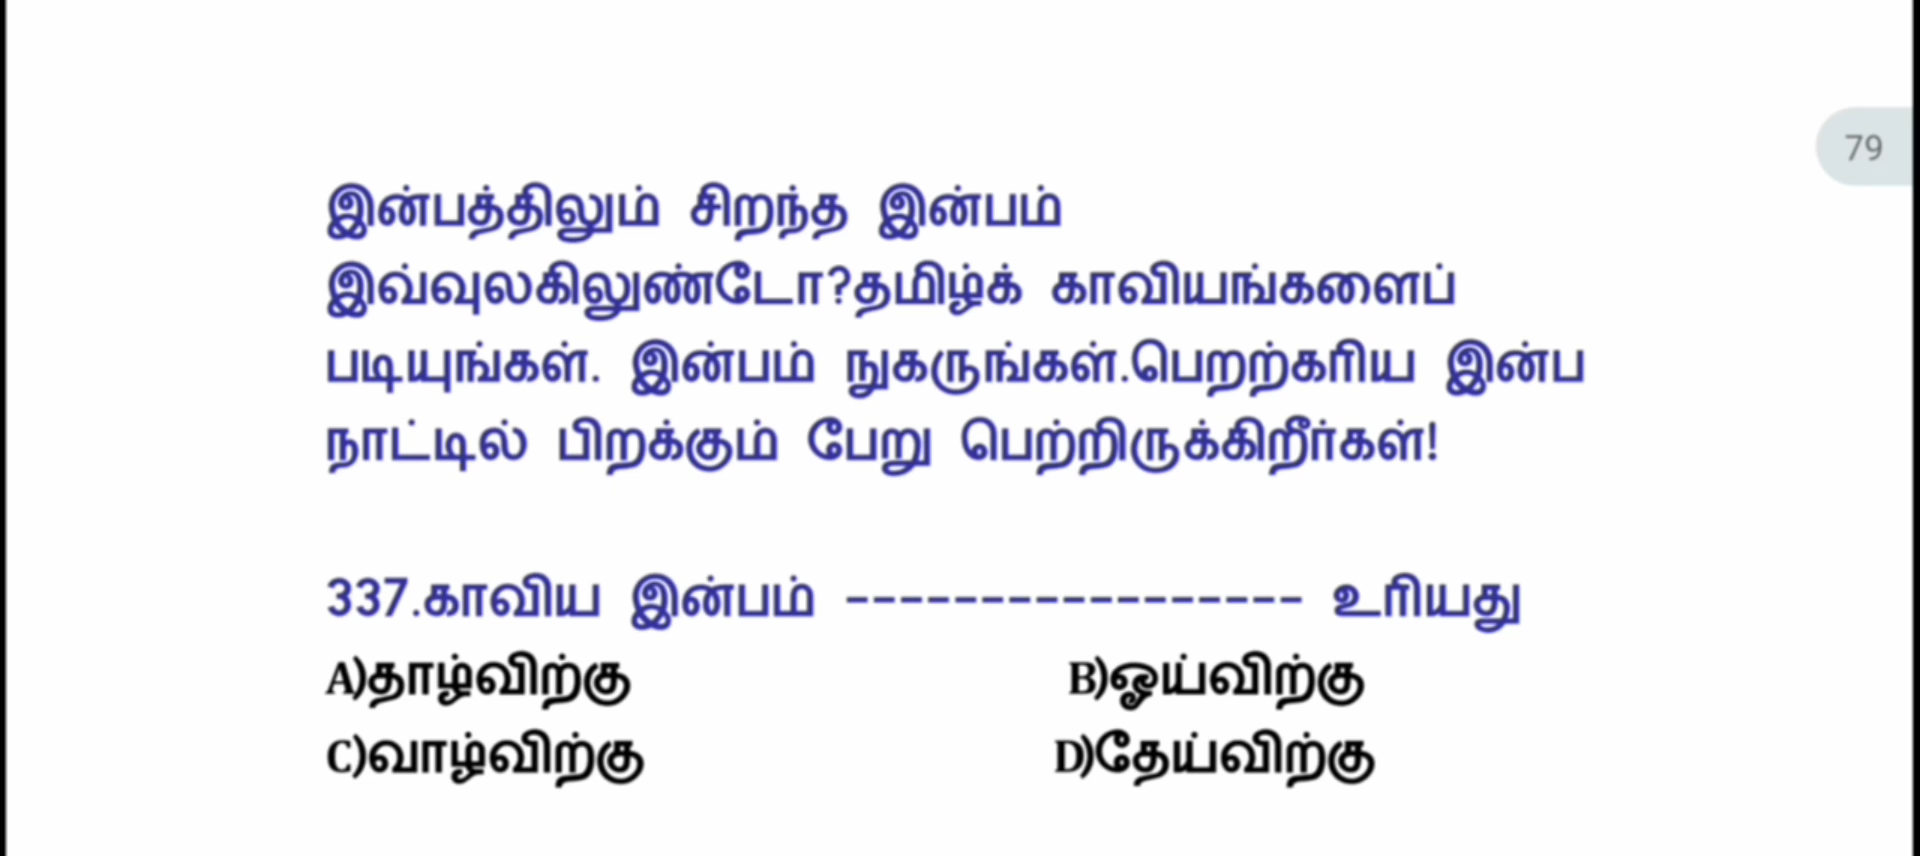 79
இன்பத்திலும் சிறந்த இன்பம்
இவ்வுலகிலுண்டோ?தமிழ்க் காவியங்களைப்
படியுங்கள். இன்பம் நுகருங்கள்.பெறற்கரிய இன்ப
நாட்டில் பிறக்கும் பேறு பெற்றிருக்கிறீர்கள்!
337.காவிய இன்பம் ----------------- உரியது
A)தாழ்விற்கு B)ஓய்விற்கு
C)வாழ்விற்கு D)தேய்விற்கு